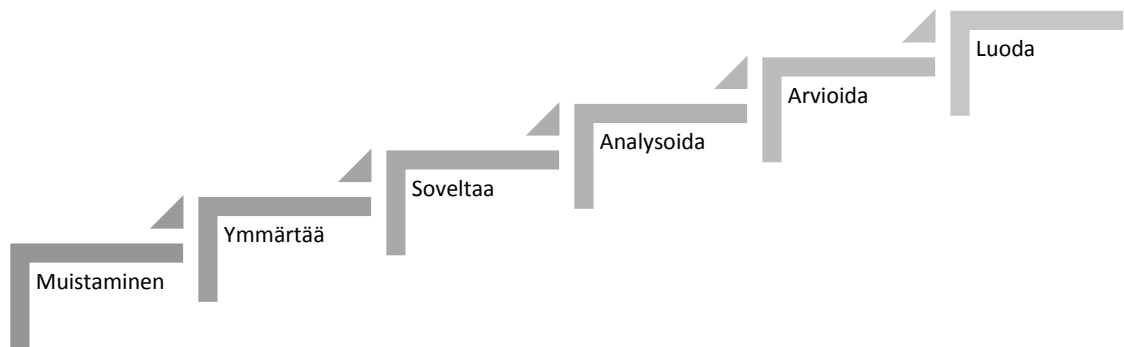 Muistaminen
Ymmärtää
Soveltaa
Analysoida
Arvioida
Luoda